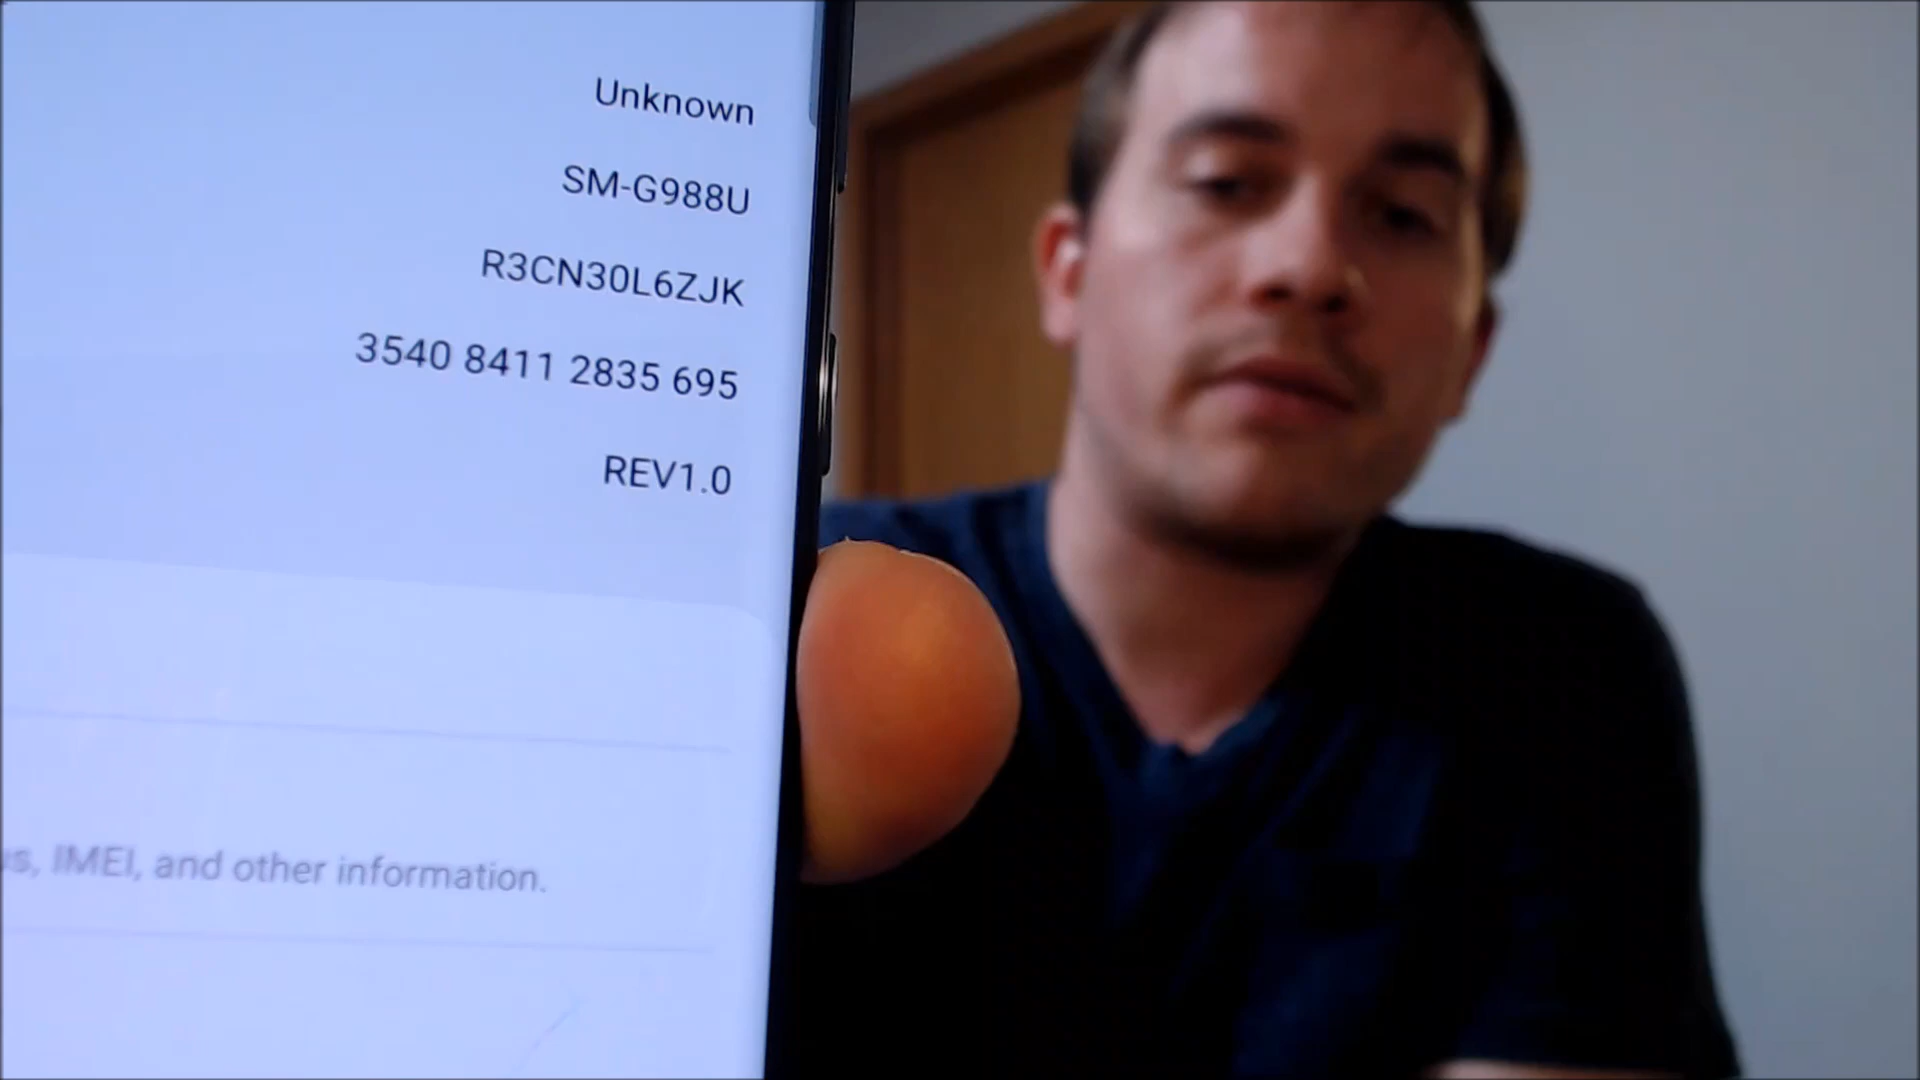 Unknown
SM-G988U
R3CN30L6ZJK
3540 8411 2835 695
REV1.0
IMEI, and other information.